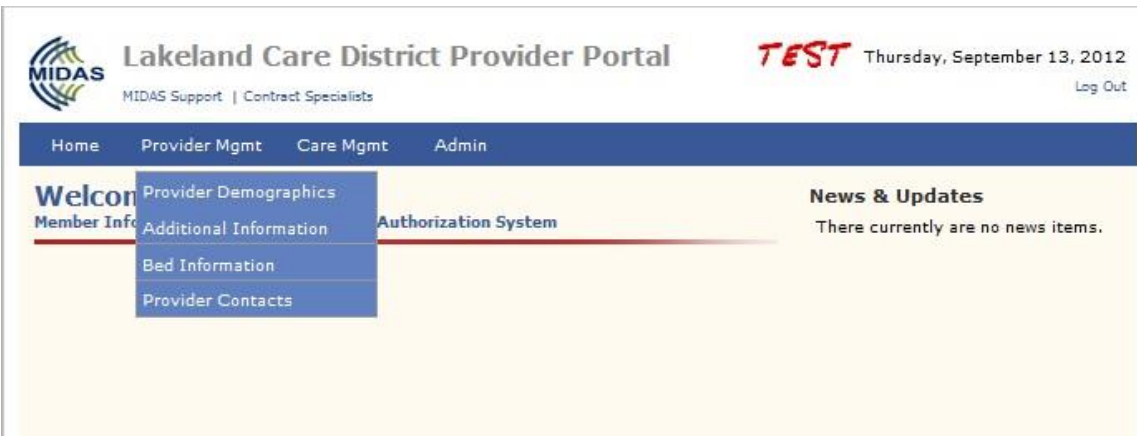 MIDAS
Lakeland Care District Provider Portal
TEST Thursday, September 13, 2012
MIDAS Support | Contract Specialists
Log Out
Home Provider Mgmt Care Mgmt Admin
Provider Demographics
Additional Information
Bed Information
Provider Contacts
Member
Authorization System
News & Updates
There currently are no news items.